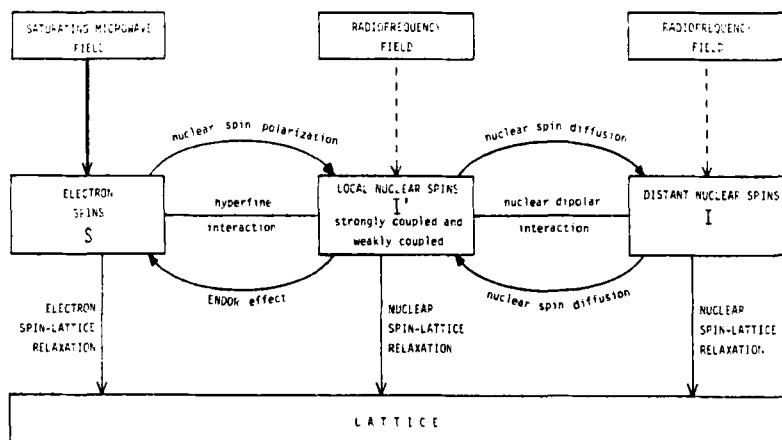 SATURATING MICROWAVE
FIELD
RADIOFREQUENCY
FIELD
RADIOFREQUENCY
FIELD
nuclear spin polarization
nuclear spin diffusion
ELECTRON
SPINS
S
hyperfine
interaction
LOCAL NUCLEAR SPINS
I'
strongly coupled and
weakly coupled
nuclear dipolar
interaction
DISTANT NUCLEAR SPINS
I
ENDOR effect
nuclear spin diffusion
ELECTRON
SPIN-LATTICE
RELAXATION
NUCLEAR
SPIN-LATTICE
RELAXATION
NUCLEAR
SPIN-LATTICE
RELAXATION
LATTICE